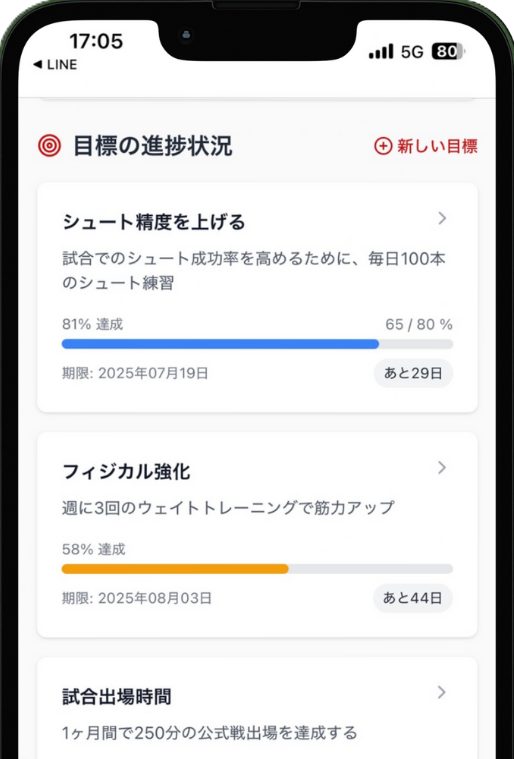 17:05
5G 80
◀ LINE
目標の進捗状況
新しい目標
シュート精度を上げる
試合でのシュート成功率を高めるために、毎日100本
のシュート練習
81% 達成
65 / 80 %
期限: 2025年07月19日
あと29日
フィジカル強化
週に3回のウェイトトレーニングで筋力アップ
58% 達成
期限: 2025年08月03日
あと44日
試合出場時間
1ヶ月間で250分の公式戦出場を達成する